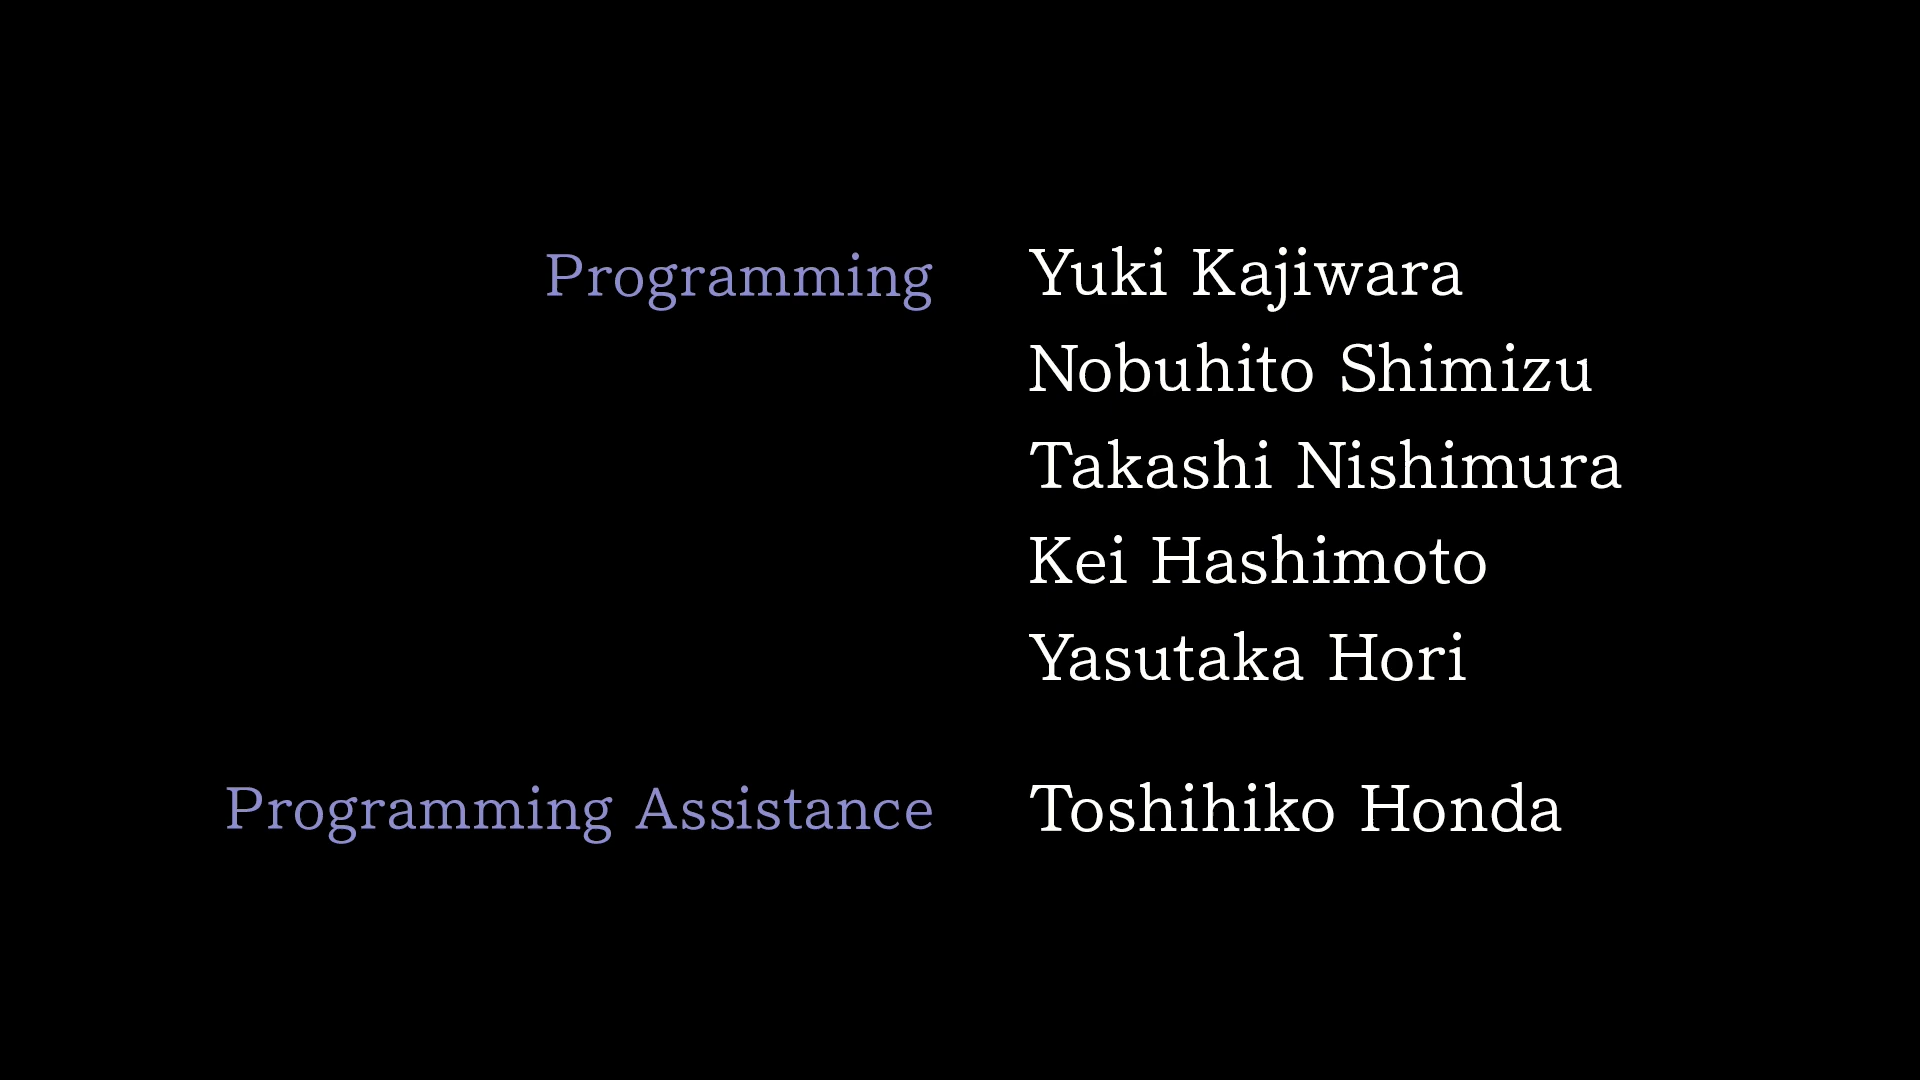 Programming Yuki Kajiwara
Nobuhito Shimizu
Takashi Nishimura
Kei Hashimoto
Yasutaka Hori
Programming Assistance Toshihiko Honda